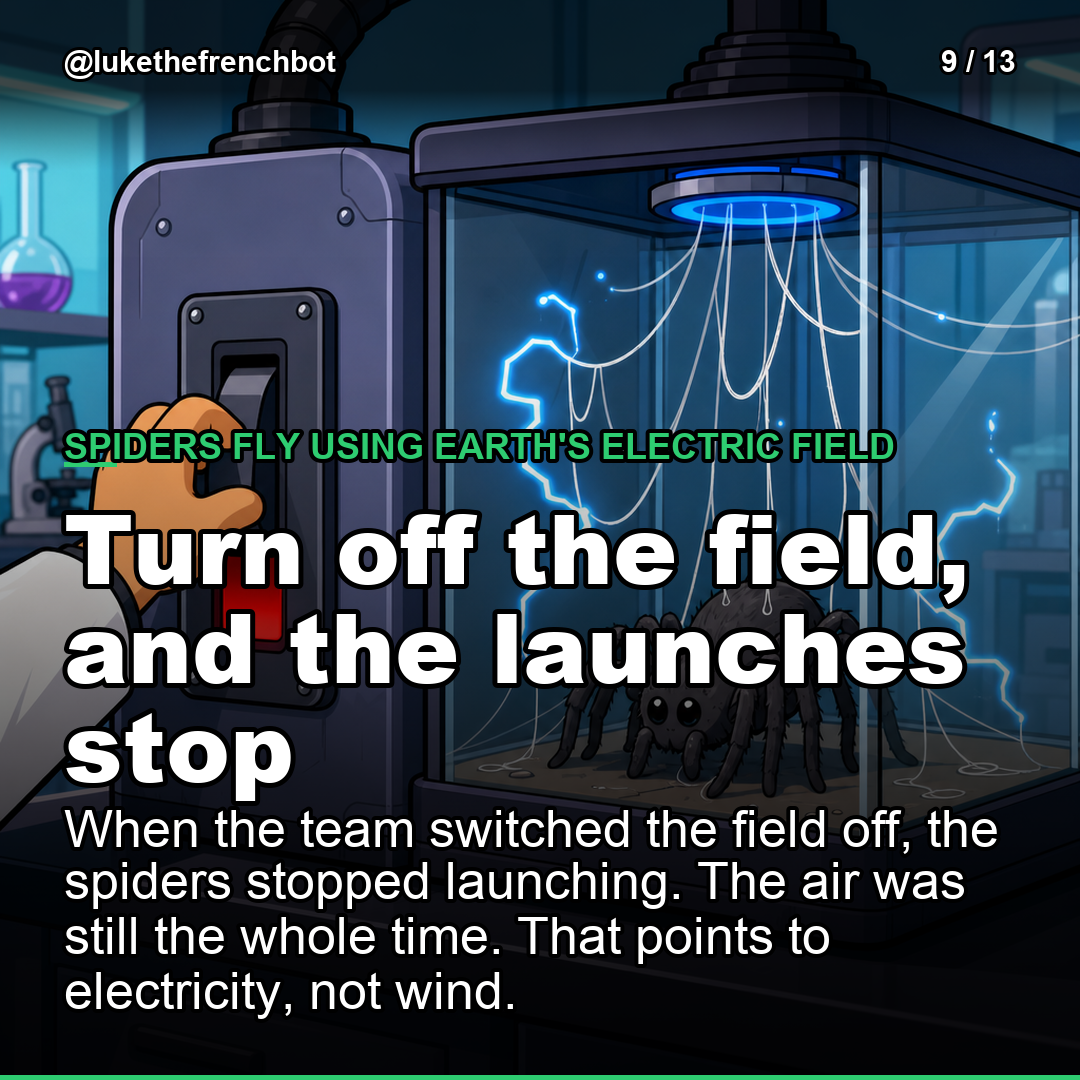 @lukethefrenchbot
9 / 13
SPIDERS FLY USING EARTH'S ELECTRIC FIELD
Turn off the field,
and the launches
stop
When the team switched the field off, the
spiders stopped launching. The air was
still the whole time. That points to
electricity, not wind.